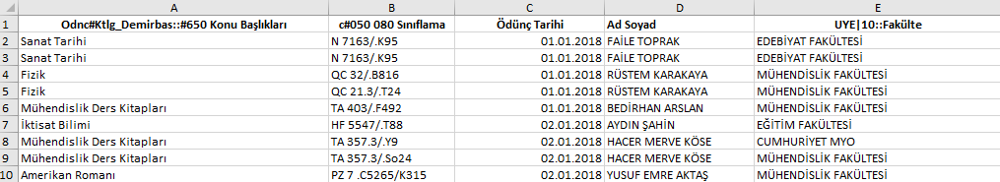 A B C D E
1 Odnc#Ktlg_Demirbas::#650 Konu Başlıkları c#050 080 Sınıflama Ödünç Tarihi Ad Soyad UYE|10::Fakülte
2 Sanat Tarihi N 7163/.K95 01.01.2018 FAİLE TOPRAK EDEBİYAT FAKÜLTESİ
3 Sanat Tarihi N 7163/.K95 01.01.2018 FAİLE TOPRAK EDEBİYAT FAKÜLTESİ
4 Fizik QC 32/.B816 01.01.2018 RÜSTEM KARAKAYA MÜHENDİSLİK FAKÜLTESİ
5 Fizik QC 21.3/.T24 01.01.2018 RÜSTEM KARAKAYA MÜHENDİSLİK FAKÜLTESİ
6 Mühendislik Ders Kitapları TA 403/.F492 01.01.2018 BEDİRHAN ARSLAN MÜHENDİSLİK FAKÜLTESİ
7 İktisat Bilimi HF 5547/.T88 02.01.2018 AYDIN ŞAHİN EĞİTİM FAKÜLTESİ
8 Mühendislik Ders Kitapları TA 357.3/.Y9 02.01.2018 HACER MERVE KÖSE CUMHURİYET MYO
9 Mühendislik Ders Kitapları TA 357.3/.So24 02.01.2018 HACER MERVE KÖSE MÜHENDİSLİK FAKÜLTESİ
10 Amerikan Romanı PZ 7 .C5265/K315 02.01.2018 YUSUF EMRE AKTAŞ MÜHENDİSLİK FAKÜLTESİ